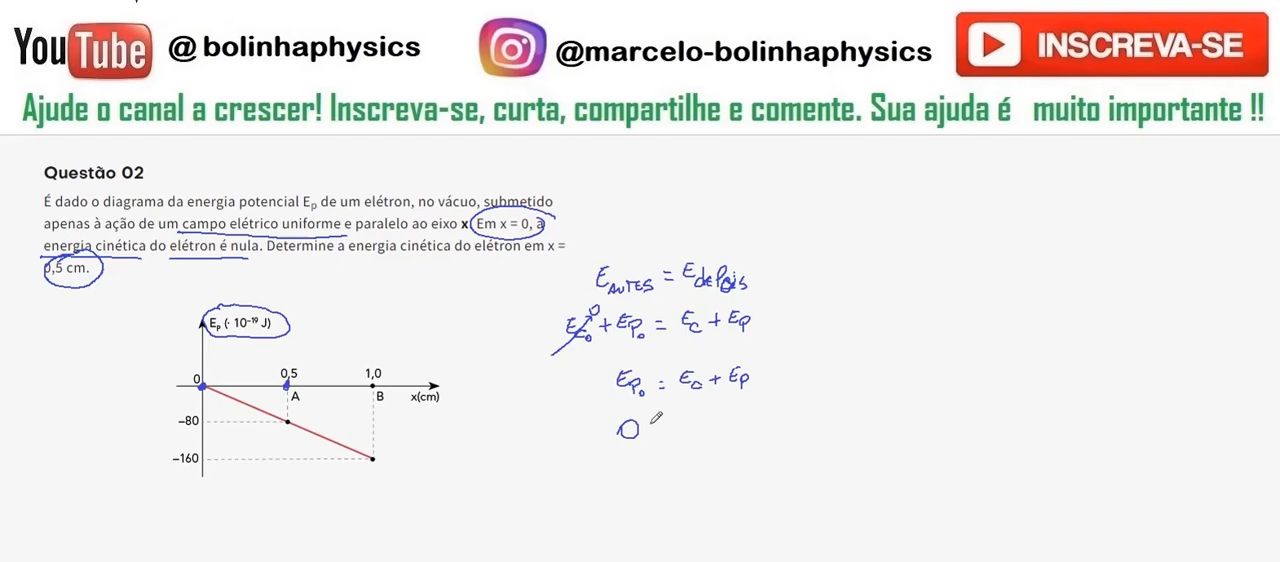 YouTube @bolinhaphysics @marcelo-bolinhaphysics INSCREVA-SE
Ajude o canal a crescer! Inscreva-se, curta, compartilhe e comente. Sua ajuda é muito importante !!
Questão 02
É dado o diagrama da energia potencial Ep de um elétron, no vácuo, submetido
apenas à ação de um campo elétrico uniforme e paralelo ao eixo x. Em x = 0, a
energia cinética do elétron é nula. Determine a energia cinética do elétron em x =
0,5 cm.
E ANTES = E dePois
Ec₀ 0 + Ep₀ = Ec + Ep
Ep₀ = Ec + Ep
0
Ep (· 10⁻¹⁹ J)
0 0,5 1,0
A B x(cm)
-80
-160